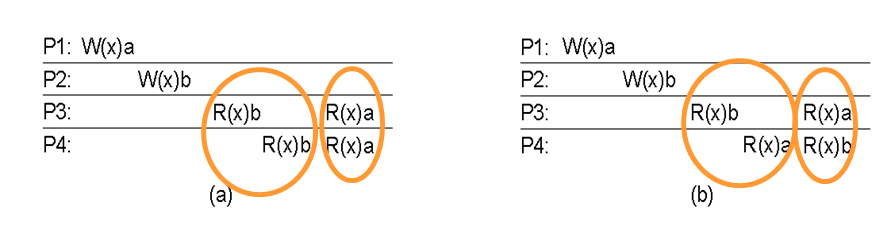 P1: W(x)a
P2: W(x)b
P3: R(x)b R(x)a
P4: R(x)b R(x)a
(a)
P1: W(x)a
P2: W(x)b
P3: R(x)b R(x)a
P4: R(x)a R(x)b
(b)